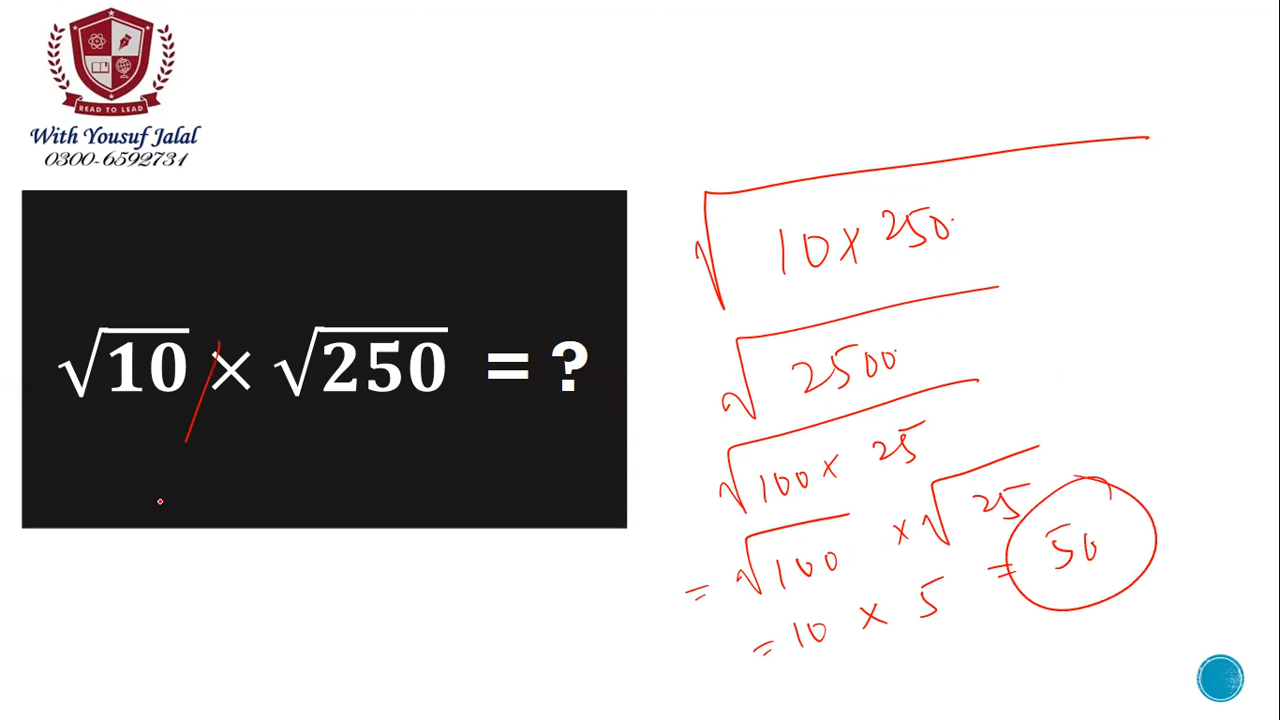 READ TO LEAD
With Yousuf Jalal
0300-6592731
√10 × √250 = ?
√10 × 250
√2500
√100 × 25
= √100 × √25
= 10 × 5 = 50